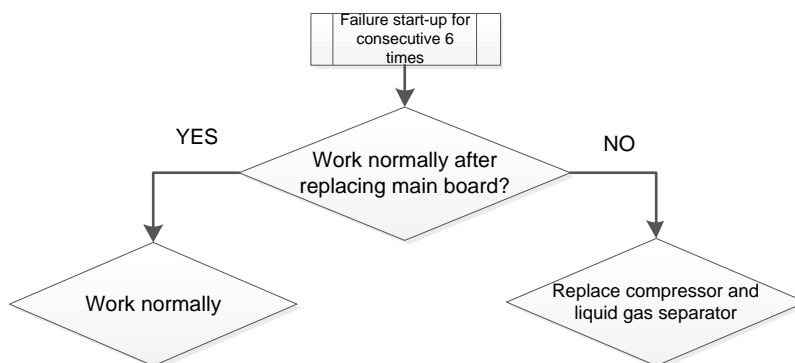 Failure start-up for
consecutive 6
times
YES
NO
Work normally after
replacing main board?
Work normally
Replace compressor and
liquid gas separator